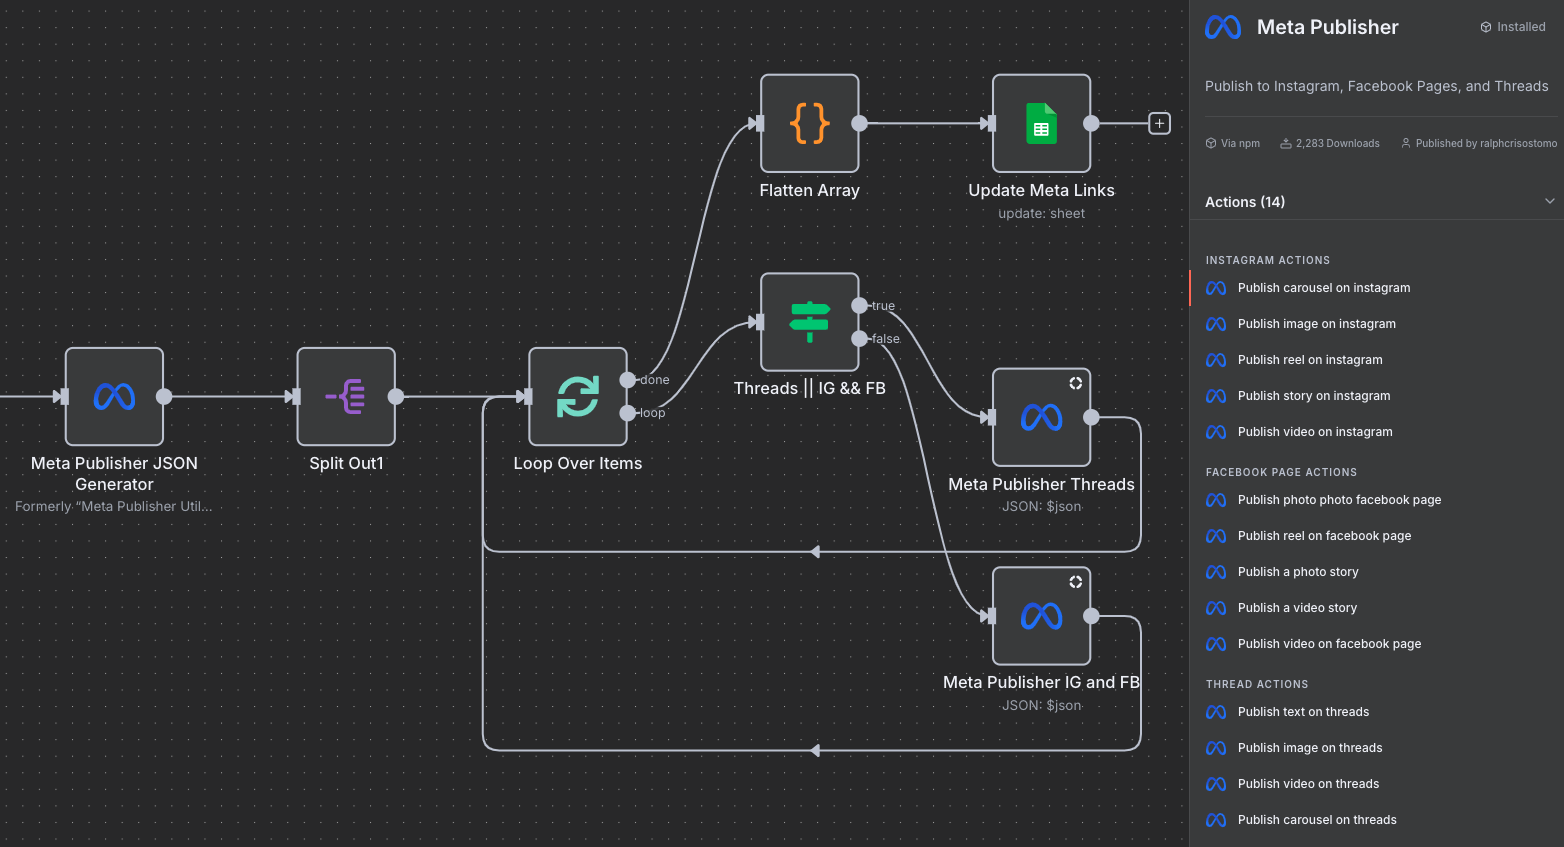 Meta Publisher
Installed
Publish to Instagram, Facebook Pages, and Threads
Via npm
2,283 Downloads
Published by ralphcrisostomo
Actions (14)
INSTAGRAM ACTIONS
Publish carousel on instagram
Publish image on instagram
Publish reel on instagram
Publish story on instagram
Publish video on instagram
FACEBOOK PAGE ACTIONS
Publish photo photo facebook page
Publish reel on facebook page
Publish a photo story
Publish a video story
Publish video on facebook page
THREAD ACTIONS
Publish text on threads
Publish image on threads
Publish video on threads
Publish carousel on threads
Flatten Array
Update Meta Links
update: sheet
true
false
Threads || IG && FB
done
loop
Meta Publisher JSON
Generator
Formerly “Meta Publisher Util...
Split Out1
Loop Over Items
Meta Publisher Threads
JSON: $json
Meta Publisher IG and FB
JSON: $json